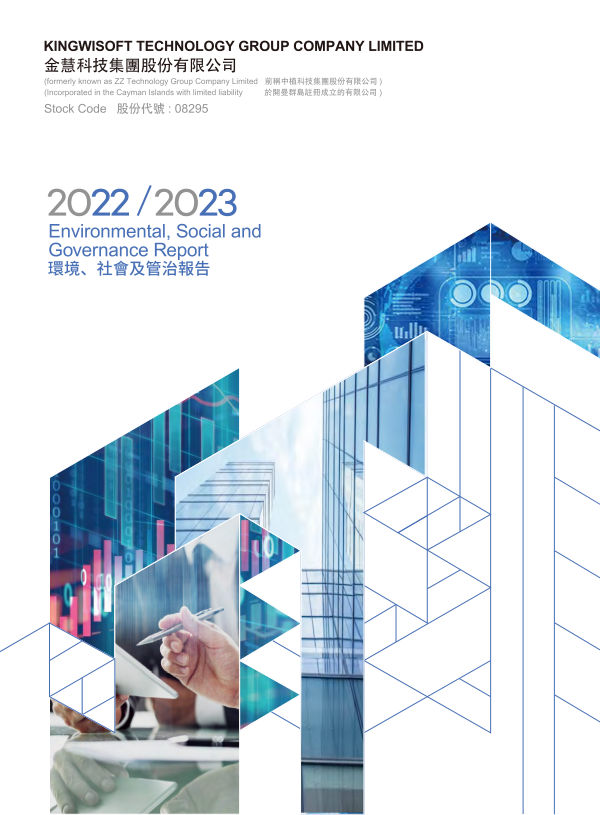 KINGWISOFT TECHNOLOGY GROUP COMPANY LIMITED
金慧科技集團股份有限公司
(formerly known as ZZ Technology Group Company Limited 前稱中植科技集團股份有限公司)
(Incorporated in the Cayman Islands with limited liability 於開曼群島註冊成立的有限公司)
Stock Code 股份代號 : 08295
2022/2023
Environmental, Social and
Governance Report
環境、社會及管治報告